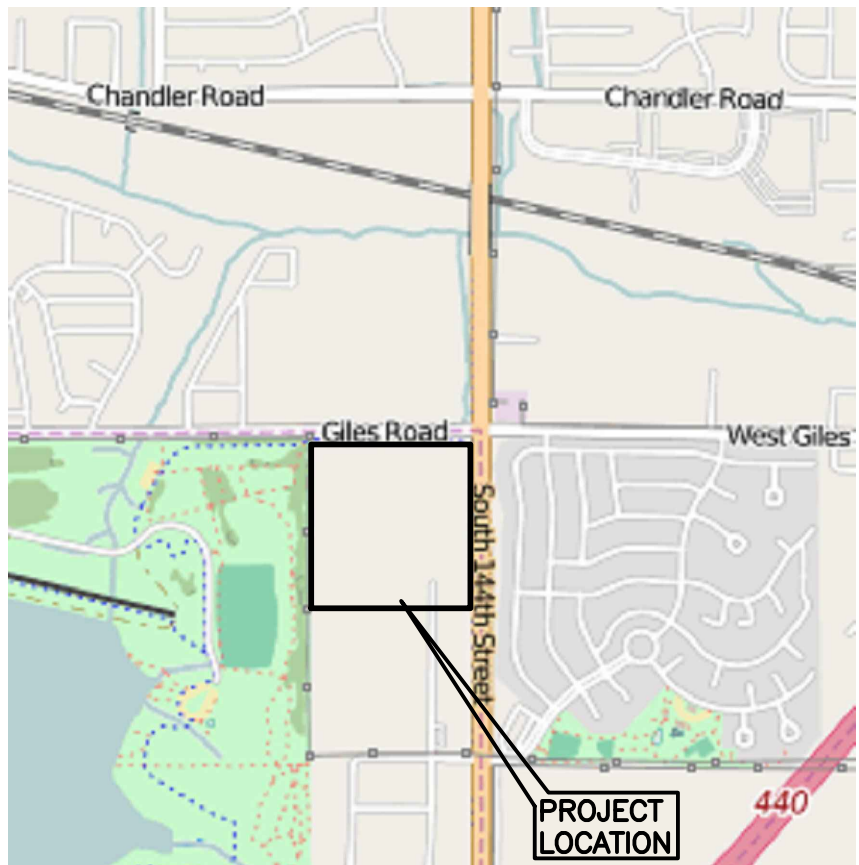 Chandler Road
Chandler Road
Giles Road
West Giles
South 144th Street
440
PROJECT
LOCATION